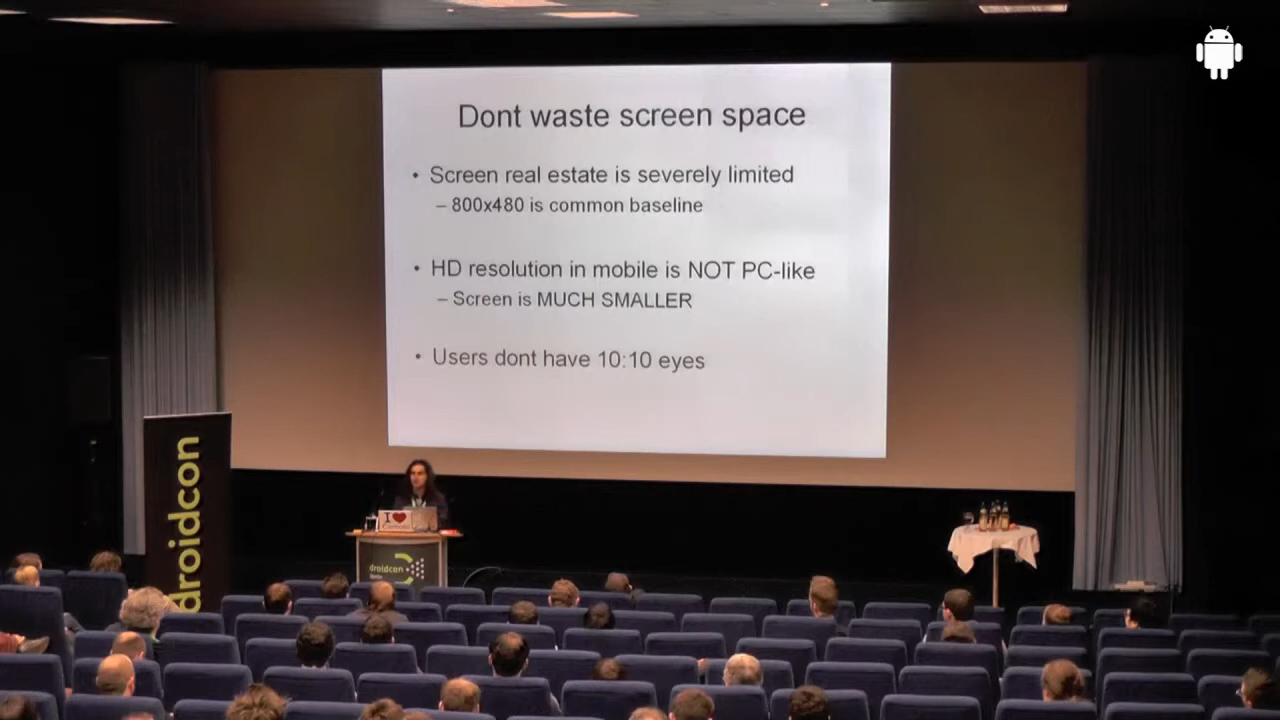 Dont waste screen space
• Screen real estate is severely limited
– 800x480 is common baseline
• HD resolution in mobile is NOT PC-like
– Screen is MUCH SMALLER
• Users dont have 10:10 eyes
droidcon
I ❤
droidcon